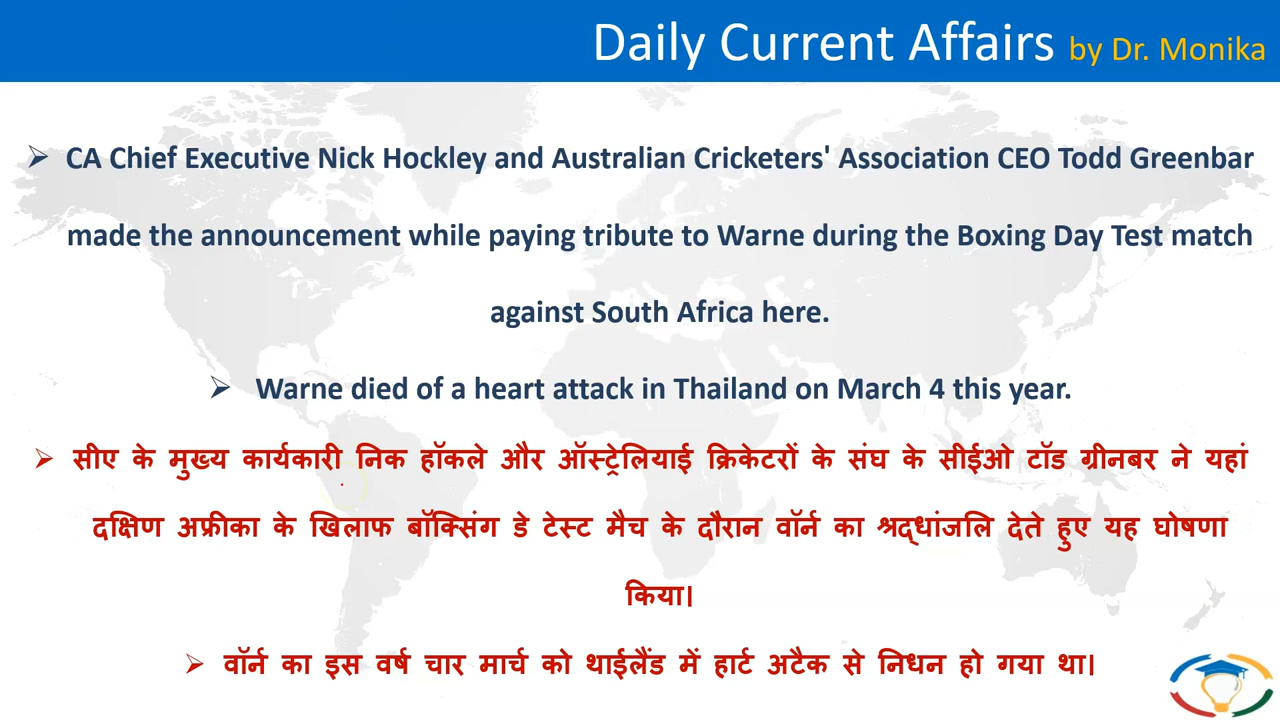 Daily Current Affairs by Dr. Monika
➢ CA Chief Executive Nick Hockley and Australian Cricketers' Association CEO Todd Greenbar
made the announcement while paying tribute to Warne during the Boxing Day Test match
against South Africa here.
➢ Warne died of a heart attack in Thailand on March 4 this year.
➢ सीए के मुख्य कार्यकारी निक हॉकले और ऑस्ट्रेलियाई क्रिकेटरों के संघ के सीईओ टॉड ग्रीनबर ने यहां
दक्षिण अफ्रीका के खिलाफ बॉक्सिंग डे टेस्ट मैच के दौरान वॉर्न का श्रद्धांजलि देते हुए यह घोषणा
किया।
➢ वॉर्न का इस वर्ष चार मार्च को थाईलैंड में हार्ट अटैक से निधन हो गया था।